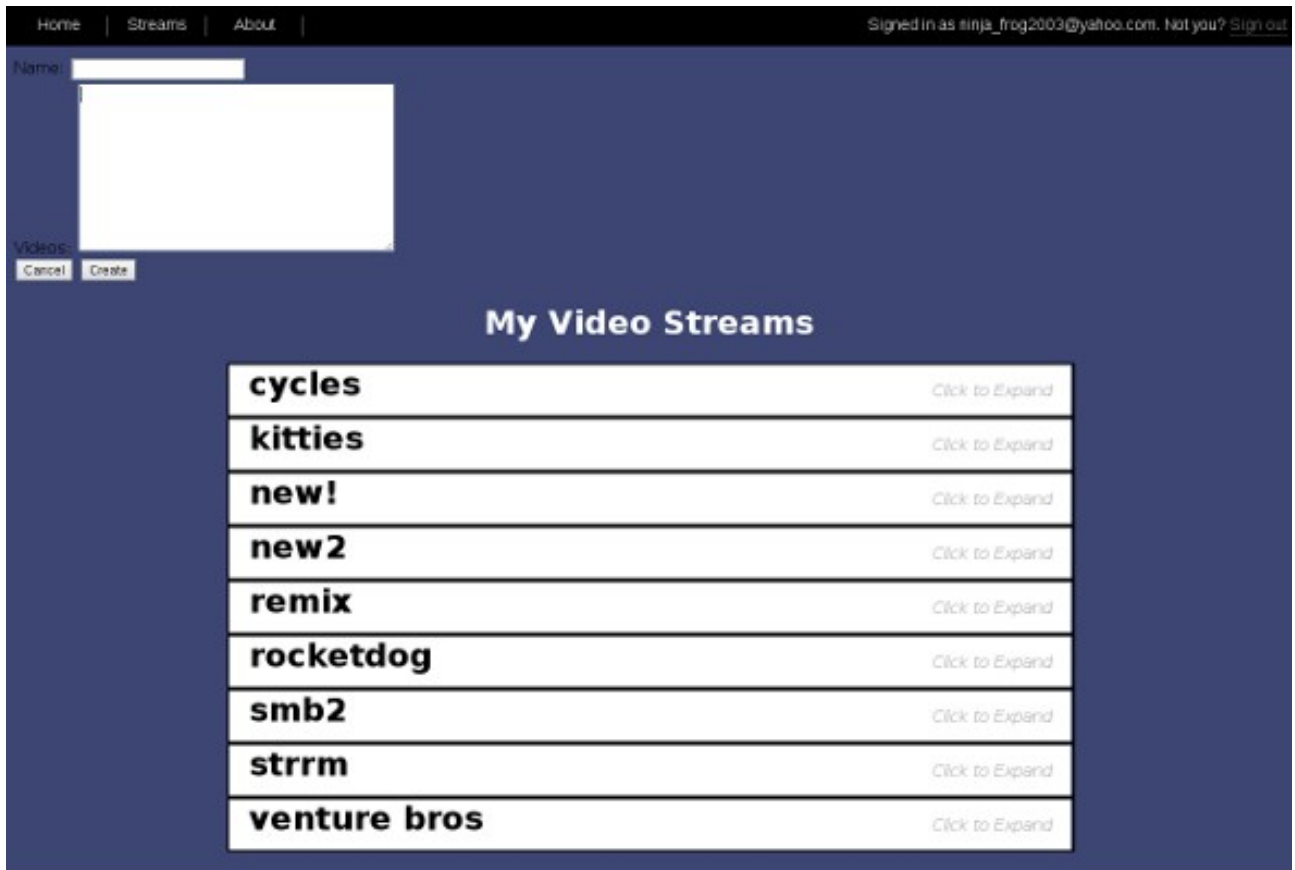 Home | Streams | About |
Signed in as ninja_frog2003@yahoo.com. Not you? Sign out
Name:
Videos:
Cancel Create
My Video Streams
cycles Click to Expand
kitties Click to Expand
new! Click to Expand
new2 Click to Expand
remix Click to Expand
rocketdog Click to Expand
smb2 Click to Expand
strrm Click to Expand
venture bros Click to Expand